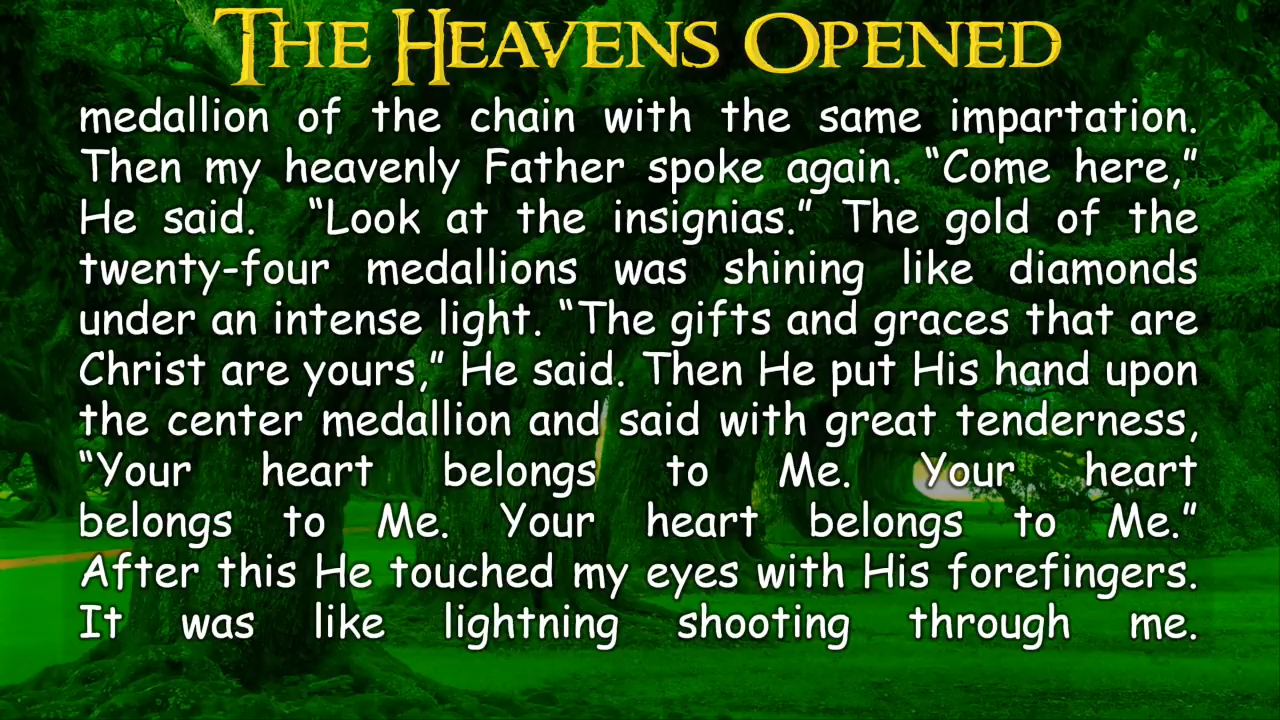 THE HEAVENS OPENED
medallion of the chain with the same impartation.
Then my heavenly Father spoke again. “Come here,”
He said. “Look at the insignias.” The gold of the
twenty-four medallions was shining like diamonds
under an intense light. “The gifts and graces that are
Christ are yours,” He said. Then He put His hand upon
the center medallion and said with great tenderness,
“Your heart belongs to Me. Your heart
belongs to Me. Your heart belongs to Me.”
After this He touched my eyes with His forefingers.
It was like lightning shooting through me.